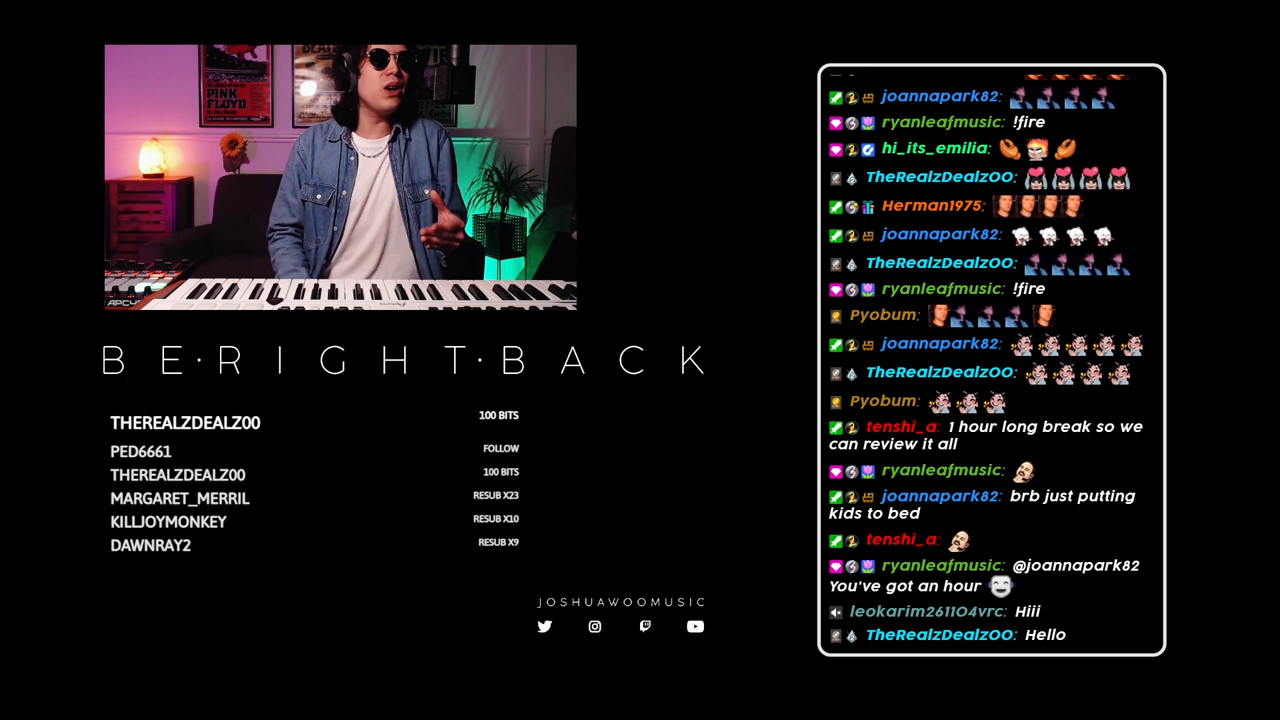 PINK
FLOYD
BE·RIGHT·BACK
THEREALZDEALZ00 100 BITS
PED6661 FOLLOW
THEREALZDEALZ00 100 BITS
MARGARET_MERRIL RESUB X23
KILLJOYMONKEY RESUB X10
DAWNRAY2 RESUB X9
JOSHUAWOOMUSIC
joannapark82:
ryanleafmusic: !fire
hi_its_emilia:
TheRealzDealzOO:
Herman1975:
joannapark82:
TheRealzDealzOO:
ryanleafmusic: !fire
Pyobum:
joannapark82:
TheRealzDealzOO:
Pyobum:
tenshi_a: 1 hour long break so we
can review it all
ryanleafmusic:
joannapark82: brb just putting
kids to bed
tenshi_a:
ryanleafmusic: @joannapark82
You've got an hour
leokarim261104vrc: Hiii
TheRealzDealzOO: Hello